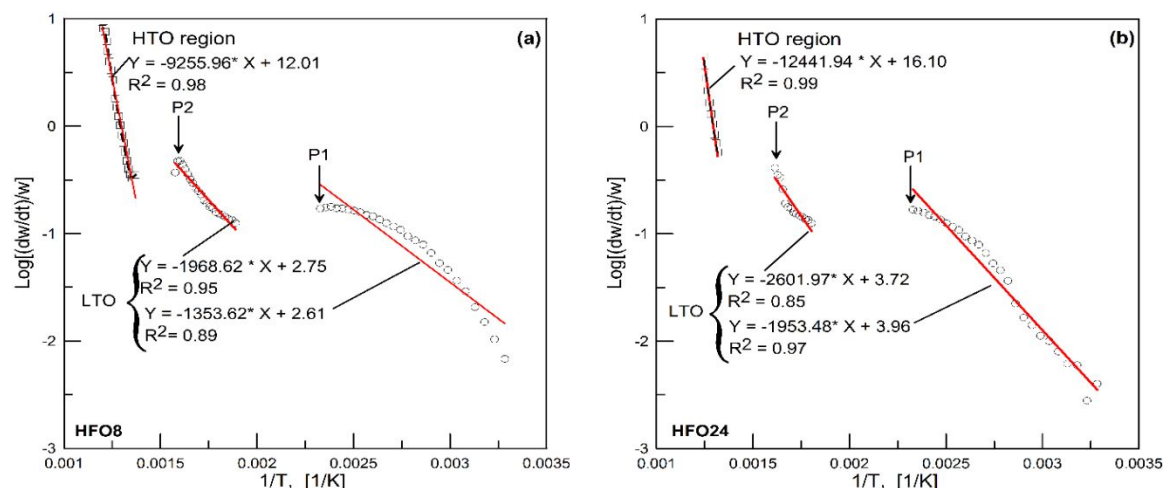 (a)
HTO region
Y = -9255.96* X + 12.01
R2 = 0.98
P2
P1
LTO
Y = -1968.62 * X + 2.75
R2 = 0.95
Y = -1353.62* X + 2.61
R2 = 0.89
HFO8
1
0
-1
-2
-3
Log[(dw/dt)/w]
0.001 0.0015 0.002 0.0025 0.003 0.0035
1/T, [1/K]
(b)
HTO region
Y = -12441.94 * X + 16.10
R2 = 0.99
P2
P1
LTO
Y = -2601.97* X + 3.72
R2 = 0.85
Y = -1953.48* X + 3.96
R2 = 0.97
HFO24
1
0
-1
-2
-3
Log[(dw/dt)/w]
0.001 0.0015 0.002 0.0025 0.003 0.0035
1/T, [1/K]